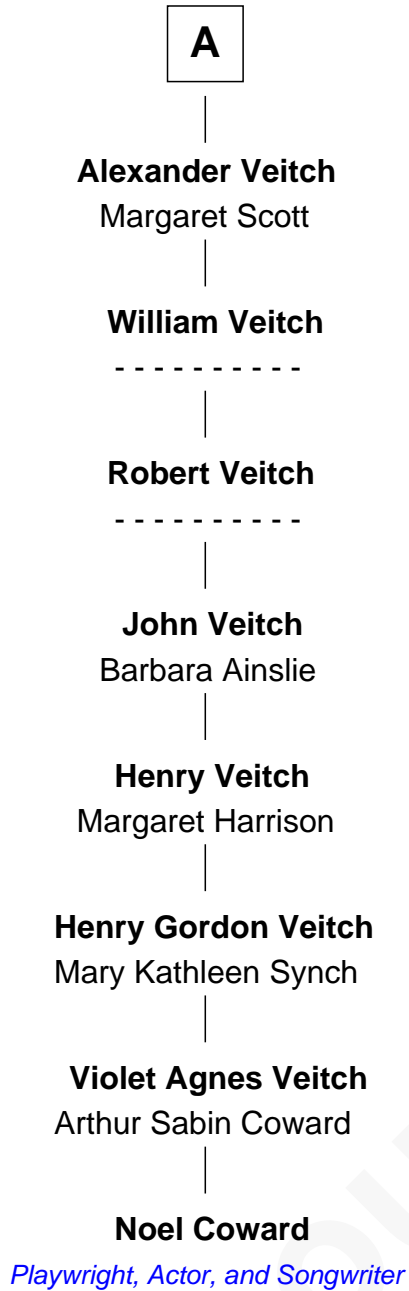 A
Alexander Veitch
Margaret Scott
William Veitch
- - - - - - - - - -
Robert Veitch
- - - - - - - - - -
John Veitch
Barbara Ainslie
Henry Veitch
Margaret Harrison
Henry Gordon Veitch
Mary Kathleen Synch
Violet Agnes Veitch
Arthur Sabin Coward
Noel Coward
Playwright, Actor, and Songwriter